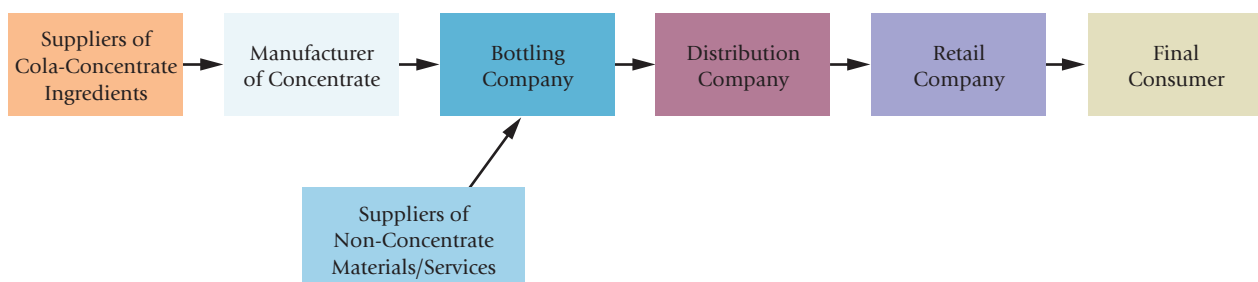 Suppliers of
Cola-Concentrate
Ingredients
Manufacturer
of Concentrate
Bottling
Company
Distribution
Company
Retail
Company
Final
Consumer
Suppliers of
Non-Concentrate
Materials/Services